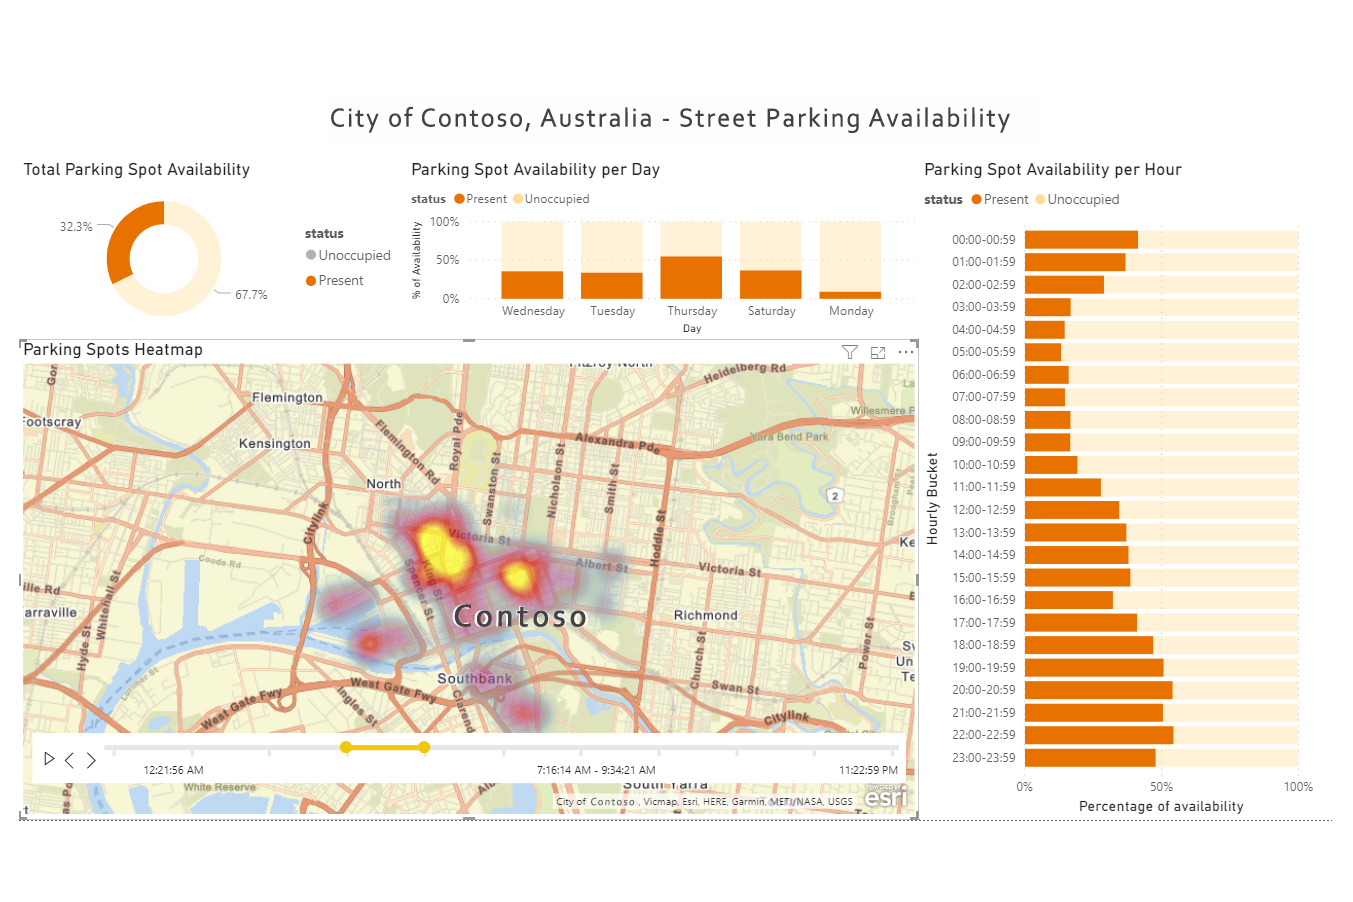 City of Contoso, Australia - Street Parking Availability
Total Parking Spot Availability
32.3%
67.7%
status
Unoccupied
Present
Parking Spot Availability per Day
status Present Unoccupied
% of Availability
100%
50%
0%
Wednesday Tuesday Thursday Saturday Monday
Day
Parking Spot Availability per Hour
status Present Unoccupied
Hourly Bucket
00:00-00:59
01:00-01:59
02:00-02:59
03:00-03:59
04:00-04:59
05:00-05:59
06:00-06:59
07:00-07:59
08:00-08:59
09:00-09:59
10:00-10:59
11:00-11:59
12:00-12:59
13:00-13:59
14:00-14:59
15:00-15:59
16:00-16:59
17:00-17:59
18:00-18:59
19:00-19:59
20:00-20:59
21:00-21:59
22:00-22:59
23:00-23:59
0% 50% 100%
Percentage of availability
Parking Spots Heatmap
Fitzroy North
Heidelberg Rd
Flemington
Footscray
Kensington
Flemington Rd
Royal Pde
Alexandra Pde
Willesmere P
Yara Bend Park
North
Swanston St
Nicholson St
Smith St
2
Citylink
Hoddle St
Victoria St
Ke
Coode Rd
Albert St
Victoria St
King St
Spencer St
ille Rd
arraville
Whitehall St
Hyde St
Contoso
Richmond
Church St
Power St
Southbank
West Gate Fwy
West Gate Fwy
Ingles St
Clarend
Swan St
Citylink
Lorimer St
12:21:56 AM
7:16:14 AM - 9:34:21 AM
11:22:59 PM
White Reserve
South Yarra
City of Contoso , Vicmap, Esri, HERE, Garmin, METI/NASA, USGS
POWERED BY
esri